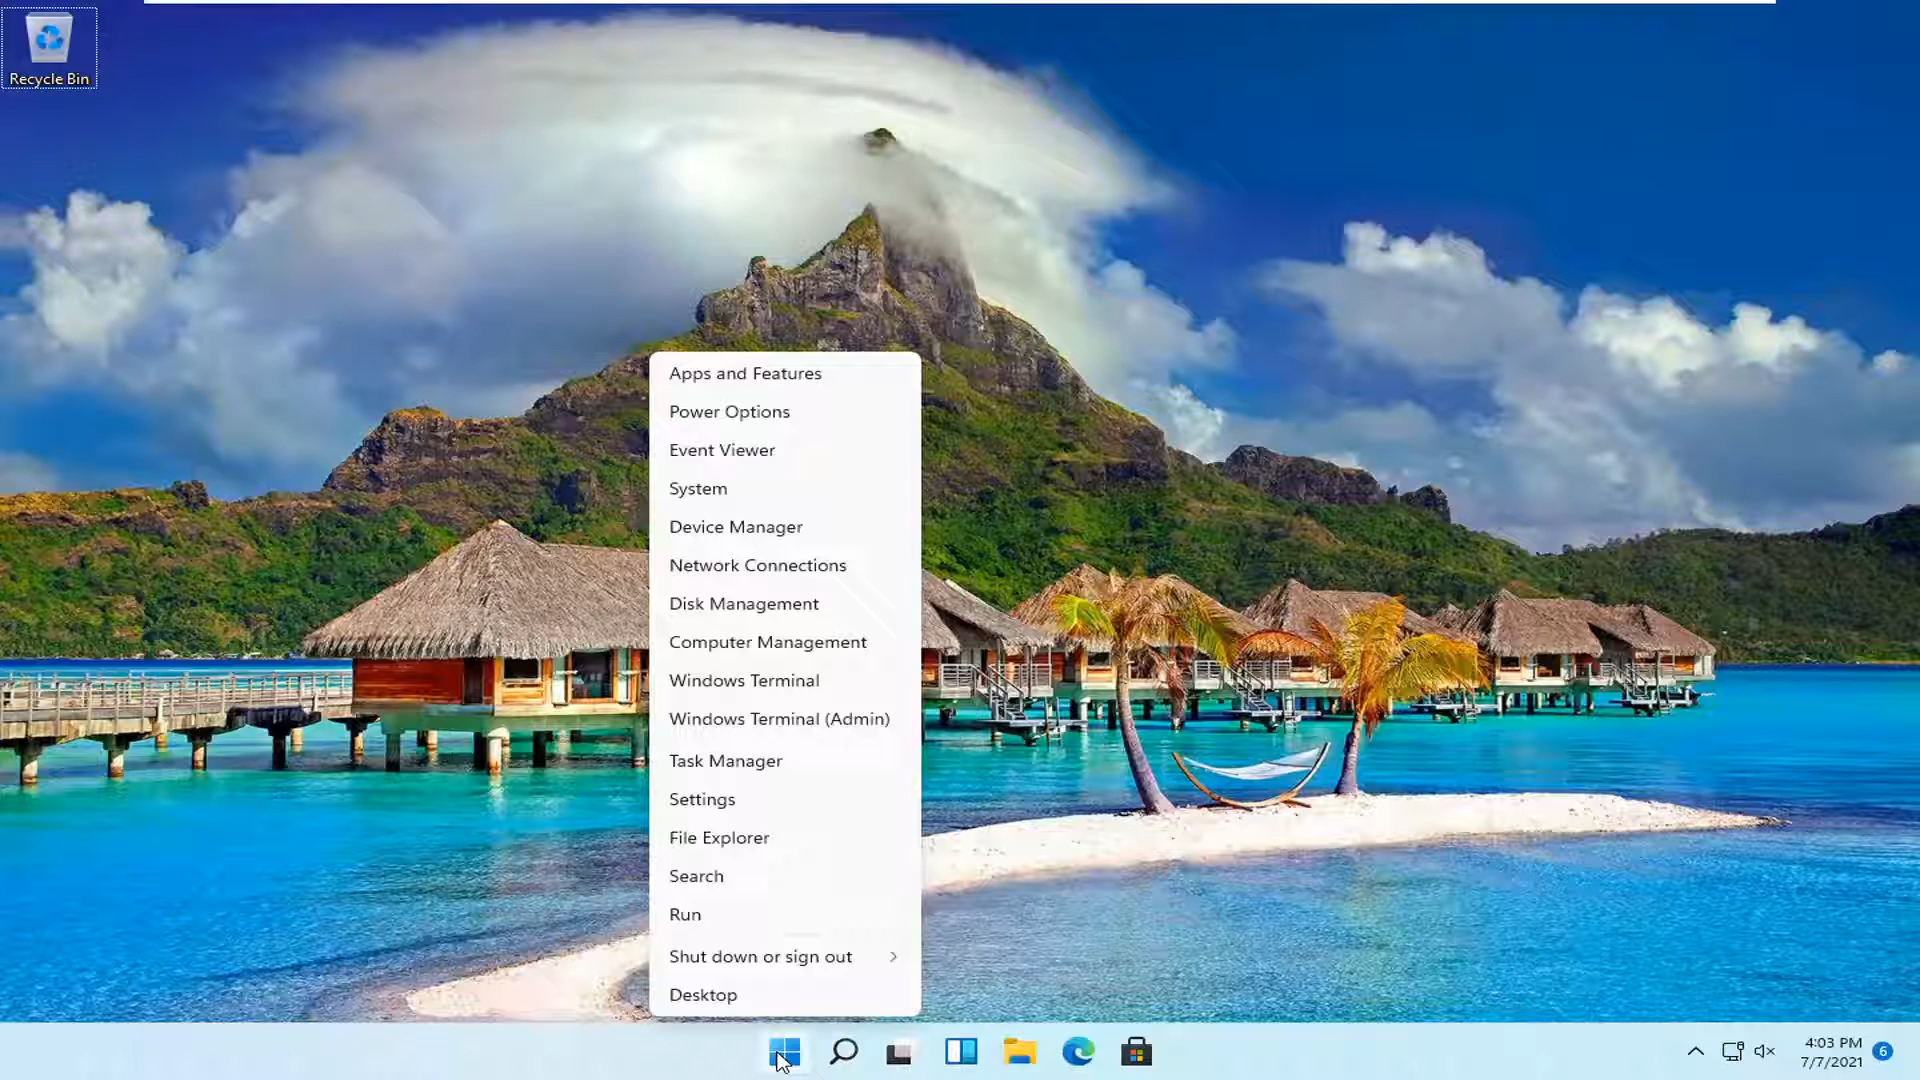 Recycle Bin
Apps and Features
Power Options
Event Viewer
System
Device Manager
Network Connections
Disk Management
Computer Management
Windows Terminal
Windows Terminal (Admin)
Task Manager
Settings
File Explorer
Search
Run
Shut down or sign out
Desktop
4:03 PM
7/7/2021
6